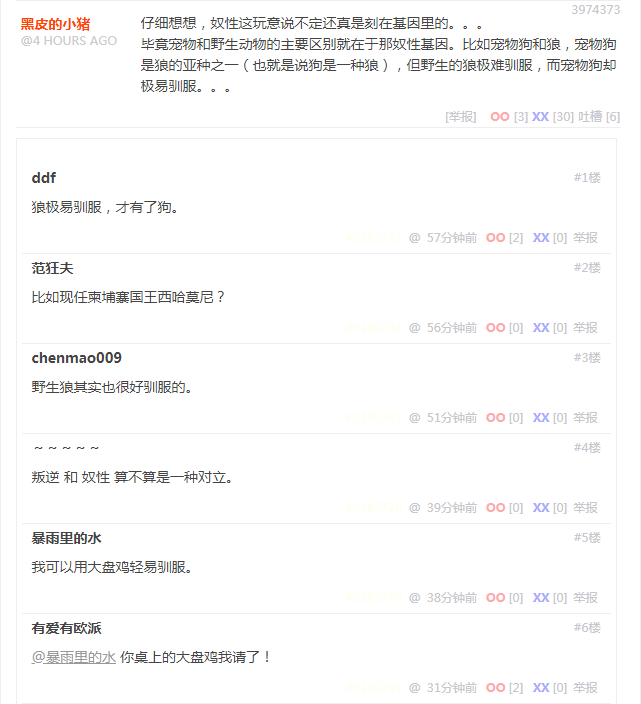 3974373
黑皮的小猪
@4 HOURS AGO
仔细想想，奴性这玩意说不定还真是刻在基因里的。。。
毕竟宠物和野生动物的主要区别就在于那奴性基因。比如宠物狗和狼，宠物狗
是狼的亚种之一（也就是说狗是一种狼），但野生的狼极难驯服，而宠物狗却
极易驯服。。。
[举报] OO [3] XX [30] 吐槽 [6]
ddf #1楼
狼极易驯服，才有了狗。
@ 57分钟前 OO [2] XX [0] 举报
范狂夫 #2楼
比如现任柬埔寨国王西哈莫尼？
@ 56分钟前 OO [0] XX [0] 举报
chenmao009 #3楼
野生狼其实也很好驯服的。
@ 51分钟前 OO [0] XX [0] 举报
～～～～～ #4楼
叛逆 和 奴性 算不算是一种对立。
@ 39分钟前 OO [0] XX [0] 举报
暴雨里的水 #5楼
我可以用大盘鸡轻易驯服。
@ 38分钟前 OO [0] XX [0] 举报
有爱有欧派 #6楼
@暴雨里的水 你桌上的大盘鸡我请了！
@ 31分钟前 OO [2] XX [0] 举报